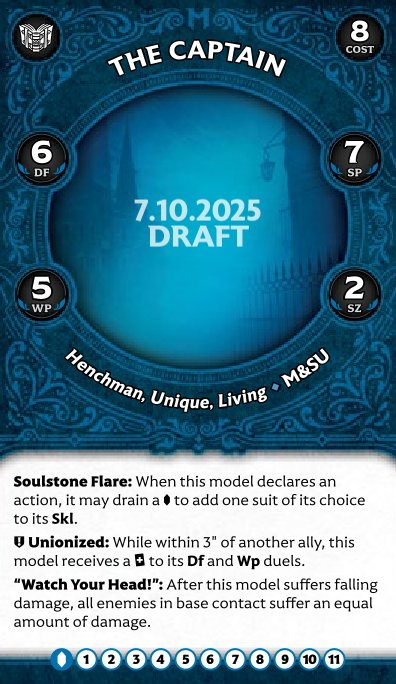 8
COST
THE CAPTAIN
6
DF
7
SP
7.10.2025
DRAFT
5
WP
2
SZ
Henchman, Unique, Living M&SU
Soulstone Flare: When this model declares an
action, it may drain a to add one suit of its choice
to its Skl.
Unionized: While within 3" of another ally, this
model receives a to its Df and Wp duels.
“Watch Your Head!”: After this model suffers falling
damage, all enemies in base contact suffer an equal
amount of damage.
1 2 3 4 5 6 7 8 9 10 11